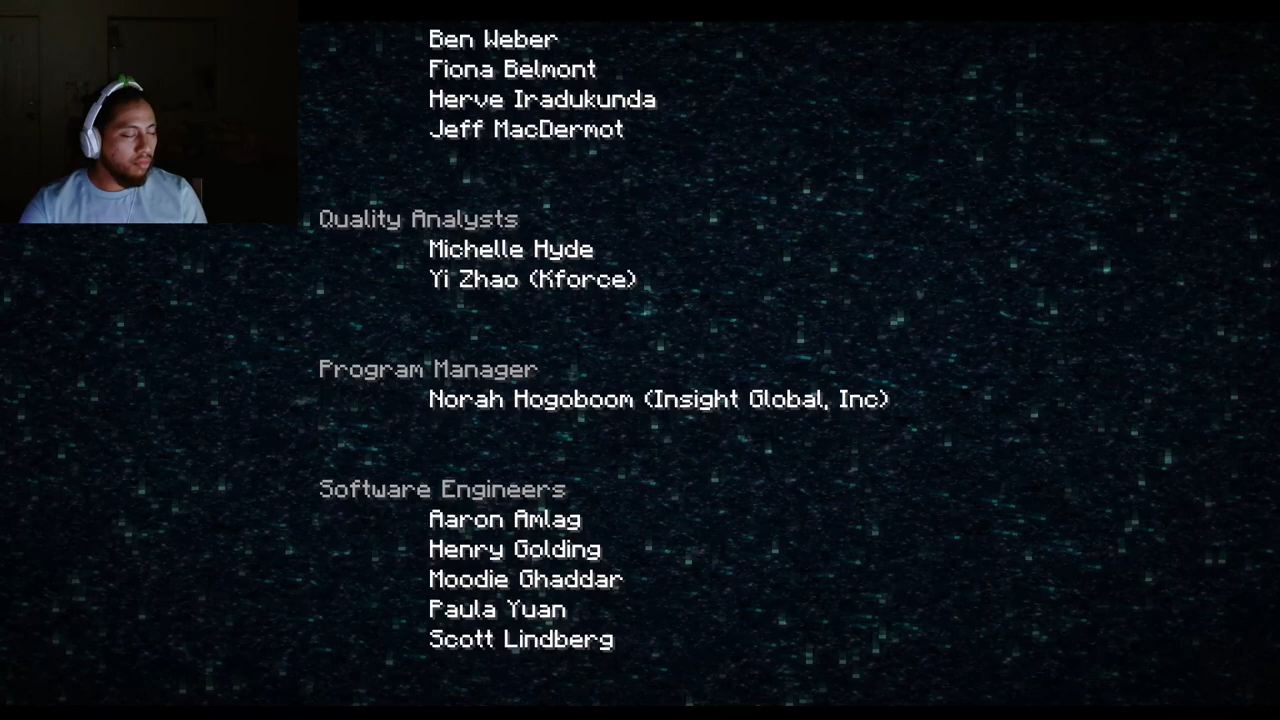 Ben Weber
Fiona Belmont
Herve Iradukunda
Jeff MacDermot
Quality Analysts
Michelle Hyde
Yi Zhao (Kforce)
Program Manager
Norah Hogoboom (Insight Global, Inc)
Software Engineers
Aaron Amlag
Henry Golding
Moodie Ghaddar
Paula Yuan
Scott Lindberg